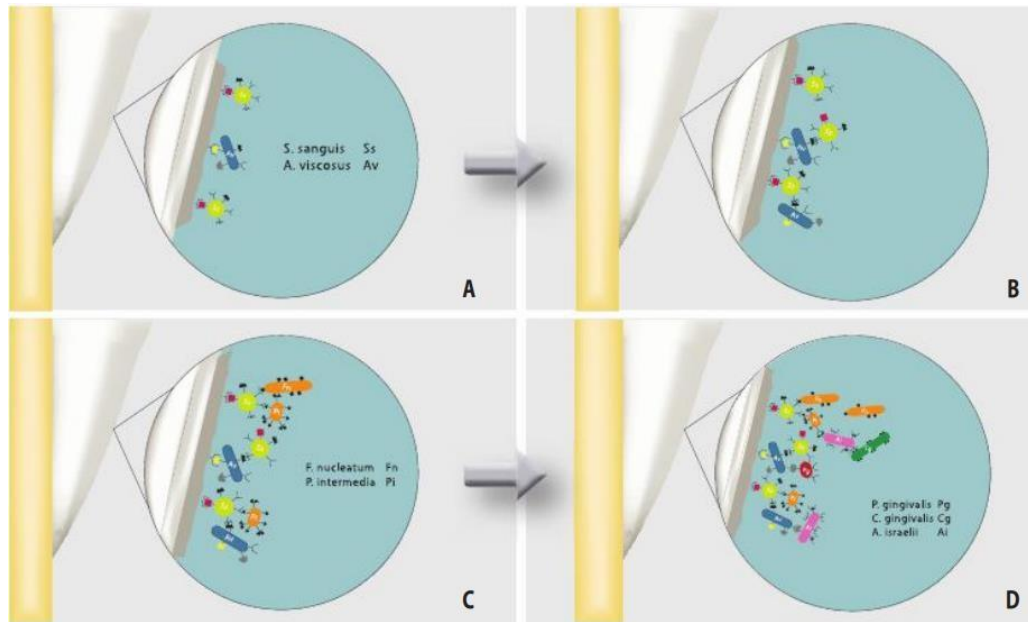 S. sanguis Ss
A. viscosus Av
A
B
F. nucleatum Fn
P. intermedia Pi
C
P. gingivalis Pg
C. gingivalis Cg
A. israelii Ai
D